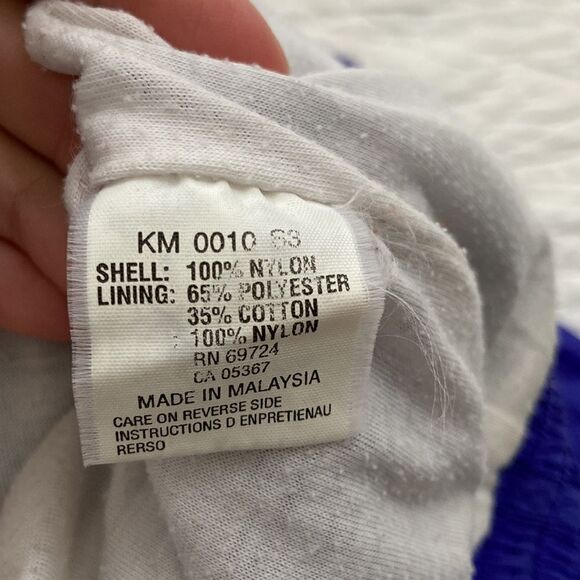 KM 0010 S3
SHELL: 100% NYLON
LINING: 65% POLYESTER
35% COTTON
: 100% NYLON
RN 69724
CA 05367
MADE IN MALAYSIA
CARE ON REVERSE SIDE
INSTRUCTIONS D ENPRETIENAU
RERSO